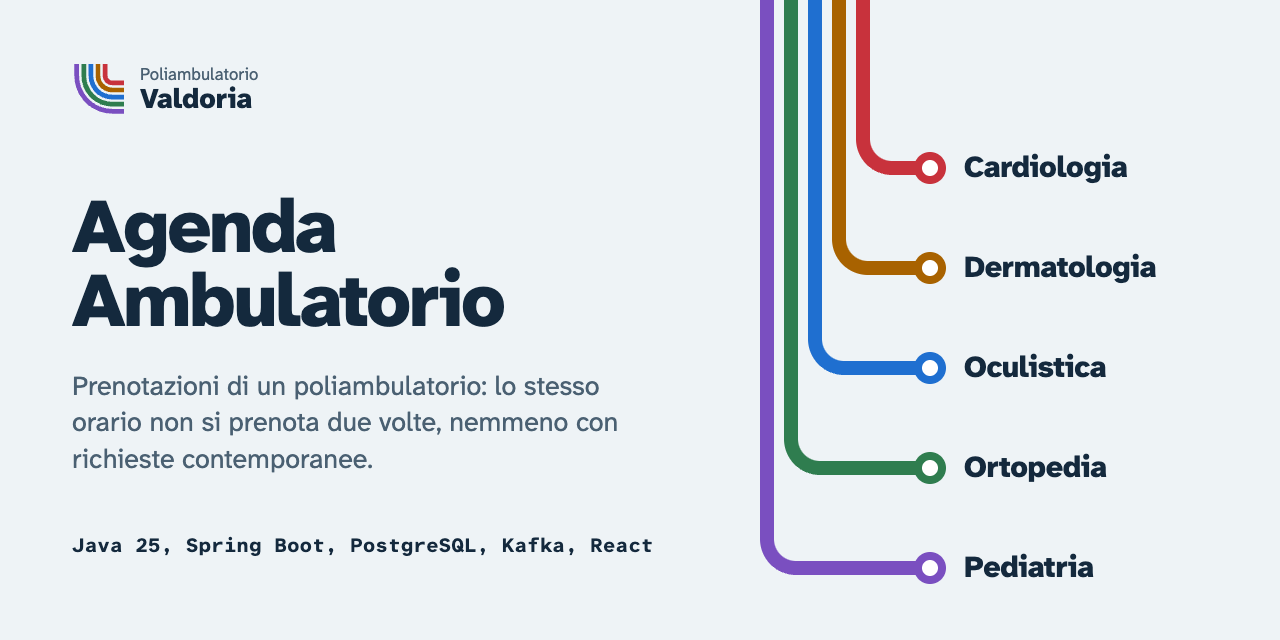 Poliambulatorio
Valdoria
Agenda
Ambulatorio
Prenotazioni di un poliambulatorio: lo stesso
orario non si prenota due volte, nemmeno con
richieste contemporanee.
Java 25, Spring Boot, PostgreSQL, Kafka, React
Cardiologia
Dermatologia
Oculistica
Ortopedia
Pediatria